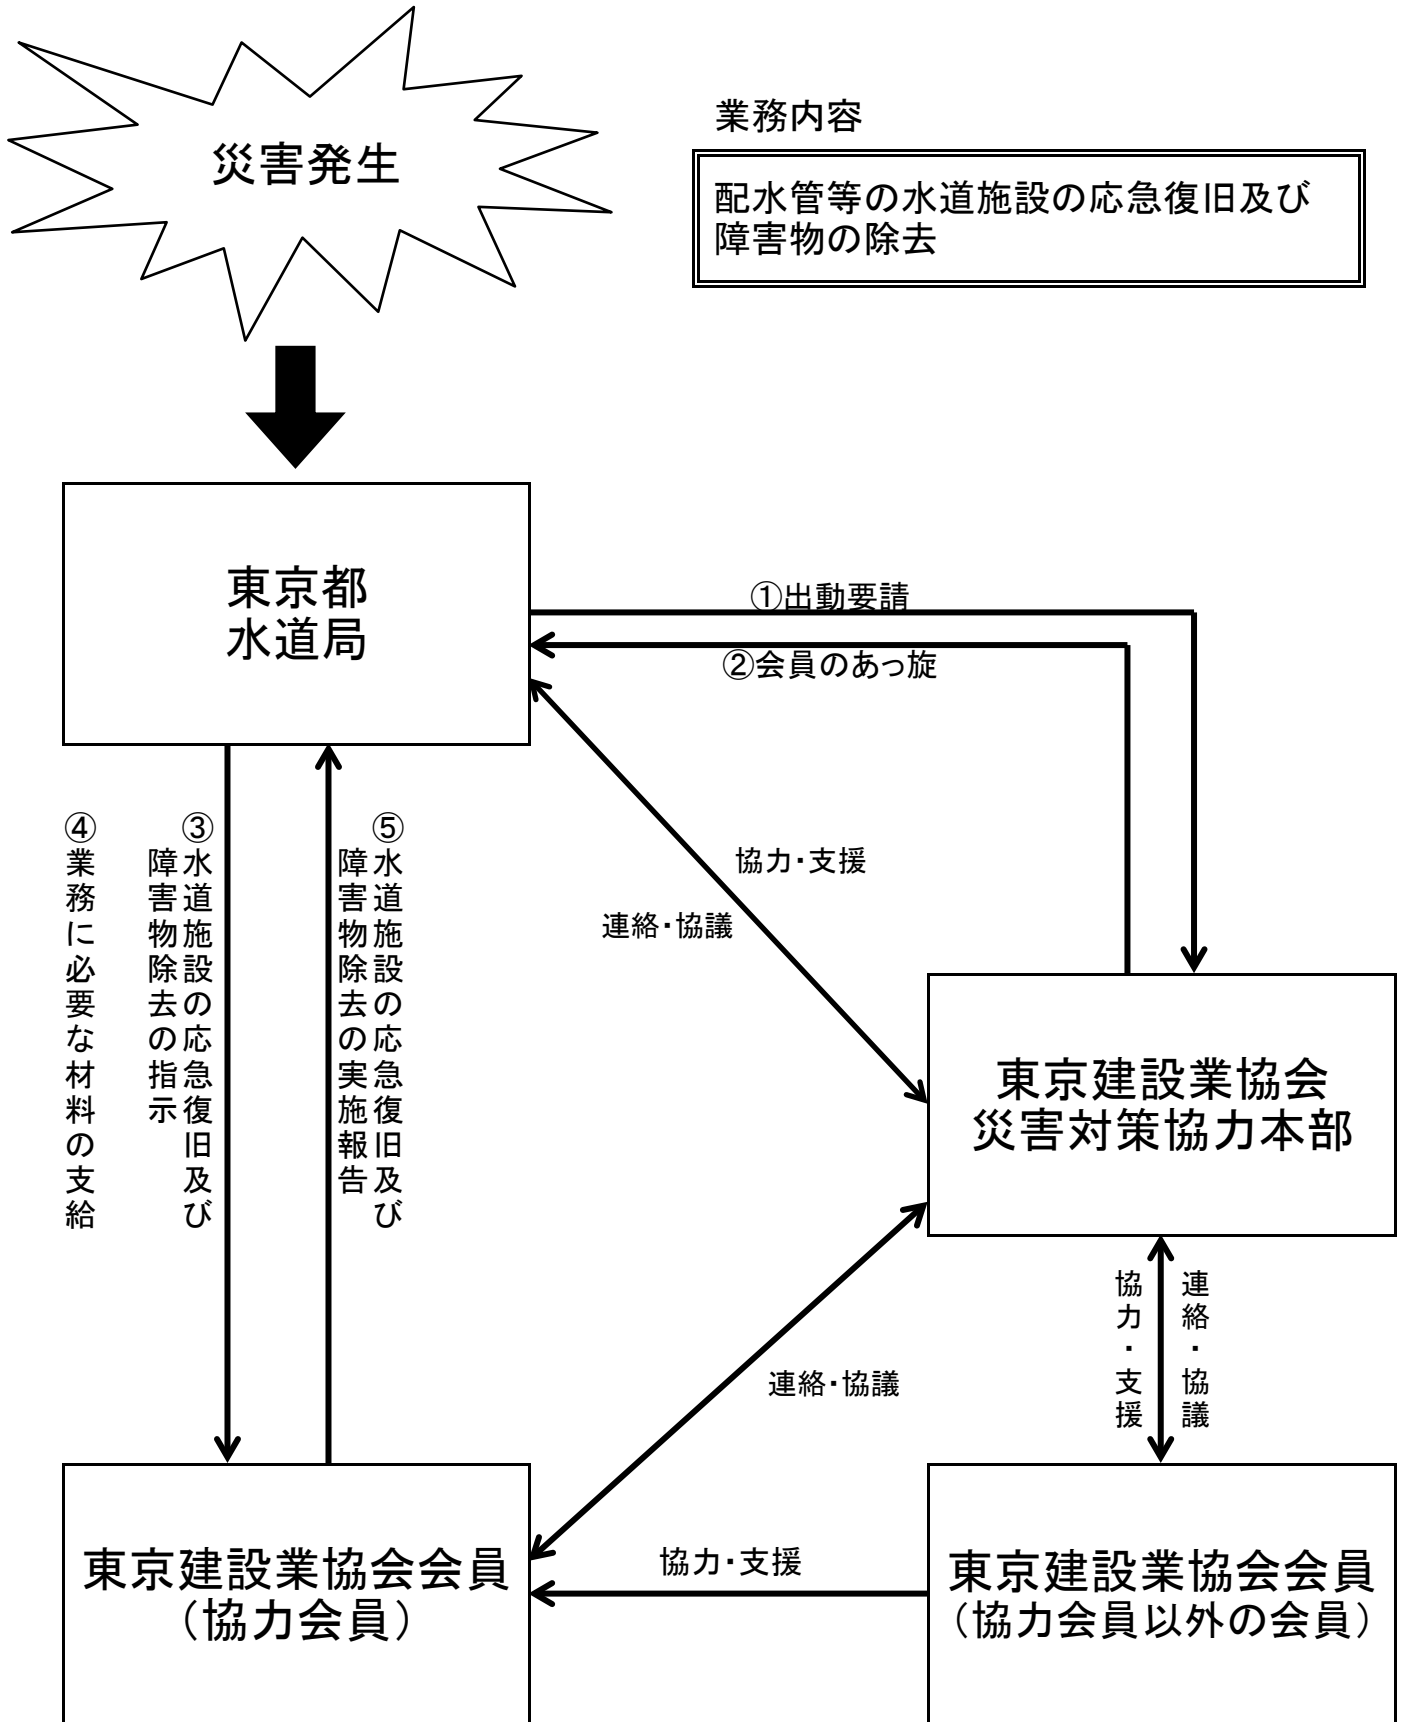 災害発生
業務内容
配水管等の水道施設の応急復旧及び
障害物の除去
東京都
水道局
①出動要請
②会員のあっ旋
協力・支援
連絡・協議
③水道施設の応急復旧及び
障害物除去の指示
④業務に必要な材料の支給
⑤水道施設の応急復旧及び
障害物除去の実施報告
東京建設業協会
災害対策協力本部
連絡・協議
協力・支援
連絡・協議
協力・支援
東京建設業協会会員
（協力会員）
東京建設業協会会員
（協力会員以外の会員）